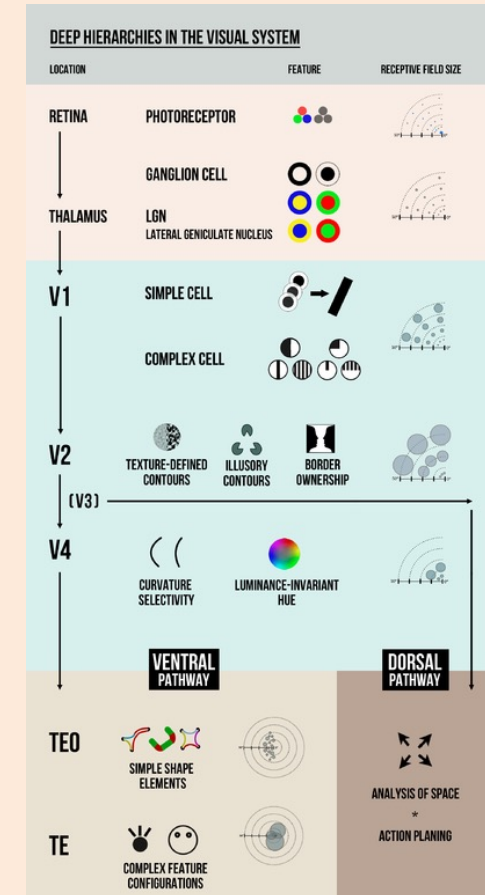 DEEP HIERARCHIES IN THE VISUAL SYSTEM
LOCATION FEATURE RECEPTIVE FIELD SIZE
RETINA PHOTORECEPTOR
GANGLION CELL
THALAMUS LGN
LATERAL GENICULATE NUCLEUS
V1 SIMPLE CELL
COMPLEX CELL
V2
TEXTURE-DEFINED CONTOURS
ILLUSORY CONTOURS
BORDER OWNERSHIP
(V3)
V4
CURVATURE SELECTIVITY
LUMINANCE-INVARIANT HUE
VENTRAL PATHWAY
DORSAL PATHWAY
TEO
SIMPLE SHAPE ELEMENTS
ANALYSIS OF SPACE
*
ACTION PLANING
TE
COMPLEX FEATURE CONFIGURATIONS